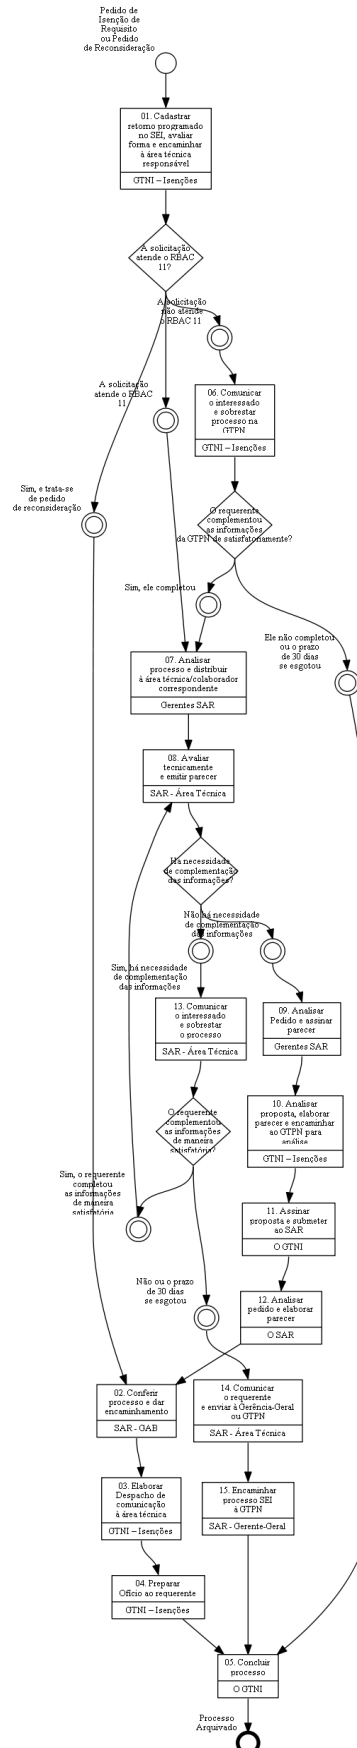 Pedido de
Isenção de
Requisito
ou Pedido
de Reconsideração
01. Cadastrar
retorno programado
no SEI, avaliar
forma e encaminhar
à área técnica
responsável
GTNI – Isenções
A solicitação
atende o RBAC
11?
A solicitação
não atende
o RBAC 11
A solicitação
atende o RBAC
11
06. Comunicar
o interessado
e sobrestar
processo na
GTPN
GTNI – Isenções
Sim, e trata-se
de pedido
de reconsideração
O requerente
complementou
as informações
da GTPN de satisfatoriamente?
Sim, ele completou
Ele não completou
ou o prazo
de 30 dias
se esgotou
07. Analisar
processo e distribuir
à área técnica/colaborador
correspondente
Gerentes SAR
08. Avaliar
tecnicamente
e emitir parecer
SAR - Área Técnica
Há necessidade
de complementação
das informações?
Não há necessidade
de complementação
das informações
Sim, há necessidade
de complementação
das informações
13. Comunicar
o interessado
e sobrestar
o processo
SAR - Área Técnica
09. Analisar
Pedido e assinar
parecer
Gerentes SAR
O requerente
complementou
as informações
de maneira
satisfatória?
10. Analisar
proposta, elaborar
parecer e encaminhar
ao GTPN para
análise
GTNI – Isenções
Sim, o requerente
completou
as informações
de maneira
satisfatória
11. Assinar
proposta e submeter
ao SAR
O GTNI
Não ou o prazo
de 30 dias
se esgotou
12. Analisar
pedido e elaborar
parecer
O SAR
02. Conferir
processo e dar
encaminhamento
SAR - GAB
14. Comunicar
o requerente
e enviar à Gerência-Geral
ou GTPN
SAR - Área Técnica
03. Elaborar
Despacho de
comunicação
à área técnica
GTNI – Isenções
15. Encaminhar
processo SEI
à GTPN
SAR - Gerente-Geral
04. Preparar
Ofício ao requerente
GTNI – Isenções
05. Concluir
processo
O GTNI
Processo
Arquivado